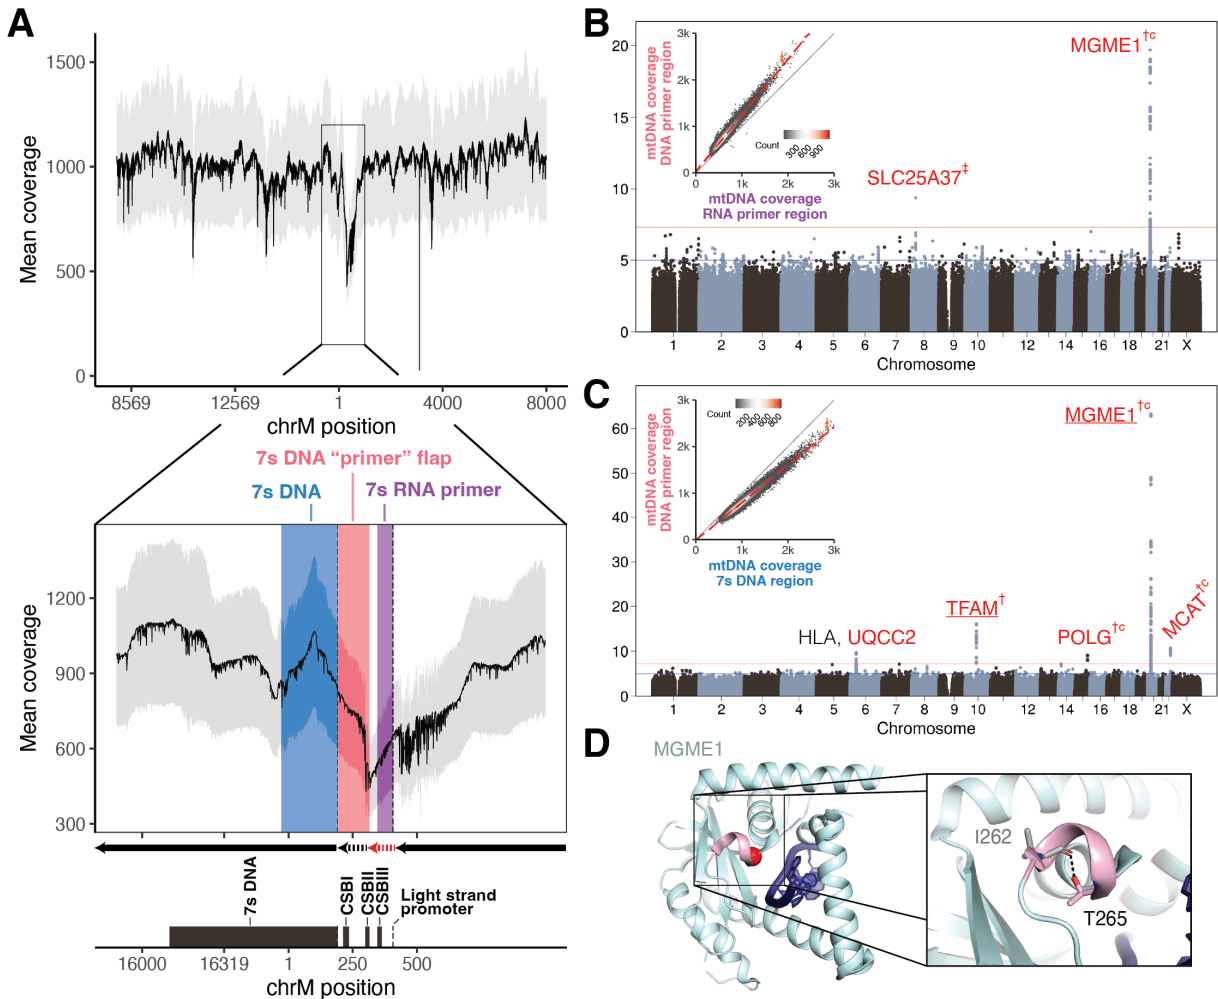 A
1500
1000
500
0
Mean coverage
8569 12569 1 4000 8000
chrM position
7s DNA “primer” flap
7s DNA 7s RNA primer
1200
900
600
300
Mean coverage
7s DNA
CSBI
CSBII
CSBIII
Light strand
promoter
16000 16319 1 250 500
chrM position
B
20
15
10
5
0
3k
2k
1k
0
mtDNA coverage
DNA primer region
Count
300 600 900
0 1k 2k 3k
mtDNA coverage
RNA primer region
SLC25A37‡
MGME1†c
1 2 3 4 5 6 7 8 9 10 12 14 16 18 21 X
Chromosome
C
60
50
40
30
20
10
0
3k
2k
1k
0
mtDNA coverage
DNA primer region
Count
200 400 600 800
0 1k 2k 3k
mtDNA coverage
7s DNA region
HLA, UQCC2
TFAM†
POLG†c
MGME1†c
MCAT†c
1 2 3 4 5 6 7 8 9 10 12 14 16 18 21 X
Chromosome
D
MGME1
I262
T265